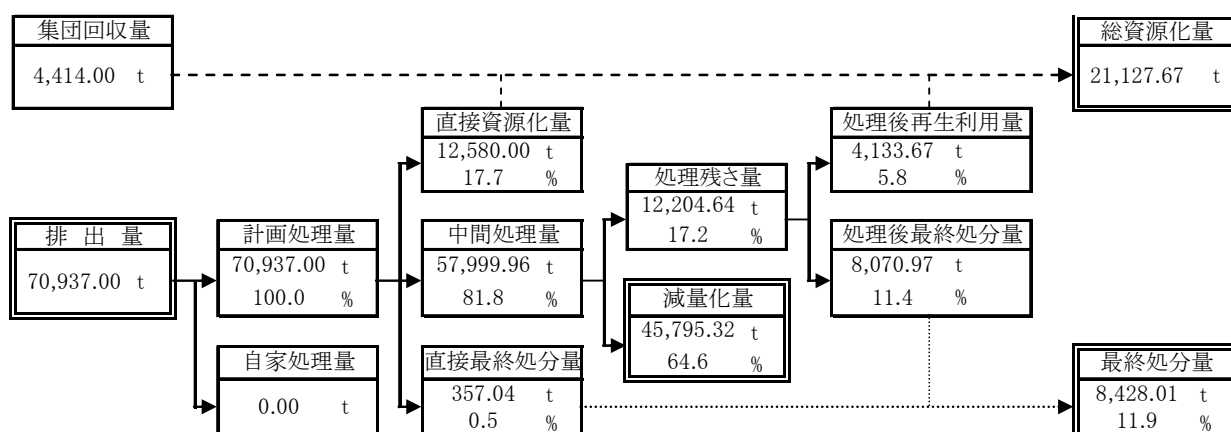 集団回収量
4,414.00 t
総資源化量
21,127.67 t
直接資源化量
12,580.00 t
17.7 %
処理後再生利用量
4,133.67 t
5.8 %
処理残さ量
12,204.64 t
17.2 %
排出量
70,937.00 t
計画処理量
70,937.00 t
100.0 %
中間処理量
57,999.96 t
81.8 %
処理後最終処分量
8,070.97 t
11.4 %
減量化量
45,795.32 t
64.6 %
自家処理量
0.00 t
直接最終処分量
357.04 t
0.5 %
最終処分量
8,428.01 t
11.9 %